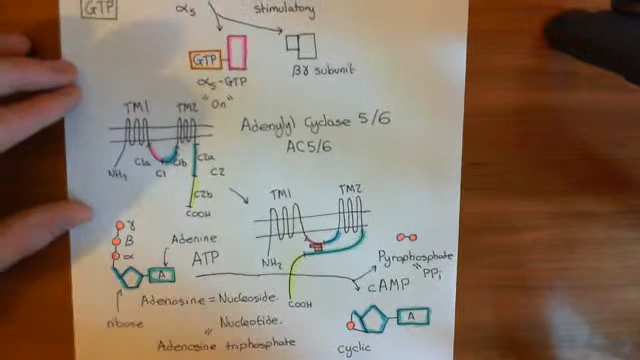 GTP
αs
stimulatory
GTP
αs-GTP
"On"
βγ subunit
TM1
TM2
Adenylyl Cyclase 5/6
AC5/6
C1a
C1b
C2a
NH2
C1
C2
C2b
COOH
TM1
TM2
γ
β
α
Adenine
A
ATP
NH2
Pyrophosphate
"
PPi
cAMP
COOH
ribose
Adenosine = Nucleoside.
"
Nucleotide.
Adenosine triphosphate
A
cyclic